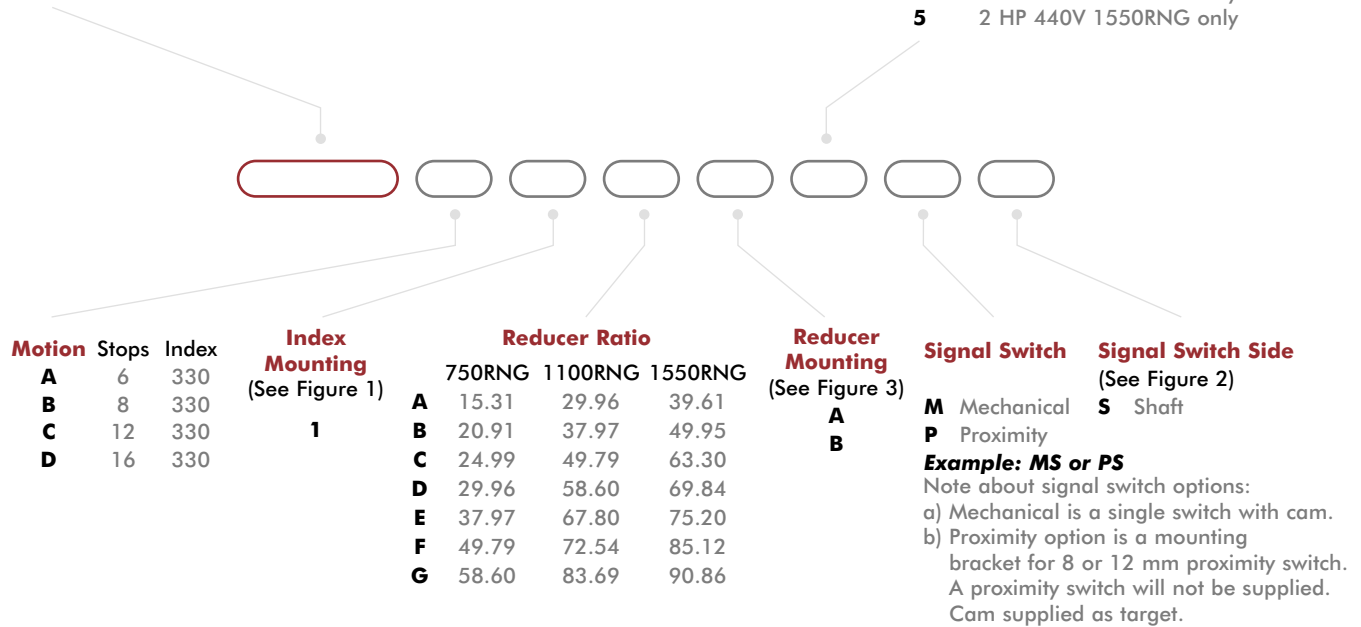 5 2 HP 440V 1550RNG only
Motion Stops Index
A 6 330
B 8 330
C 12 330
D 16 330
Index
Mounting
(See Figure 1)
1
Reducer Ratio
750RNG 1100RNG 1550RNG
A 15.31 29.96 39.61
B 20.91 37.97 49.95
C 24.99 49.79 63.30
D 29.96 58.60 69.84
E 37.97 67.80 75.20
F 49.79 72.54 85.12
G 58.60 83.69 90.86
Reducer
Mounting
(See Figure 3)
A
B
Signal Switch
M Mechanical
P Proximity
Signal Switch Side
(See Figure 2)
S Shaft
Example: MS or PS
Note about signal switch options:
a) Mechanical is a single switch with cam.
b) Proximity option is a mounting
bracket for 8 or 12 mm proximity switch.
A proximity switch will not be supplied.
Cam supplied as target.